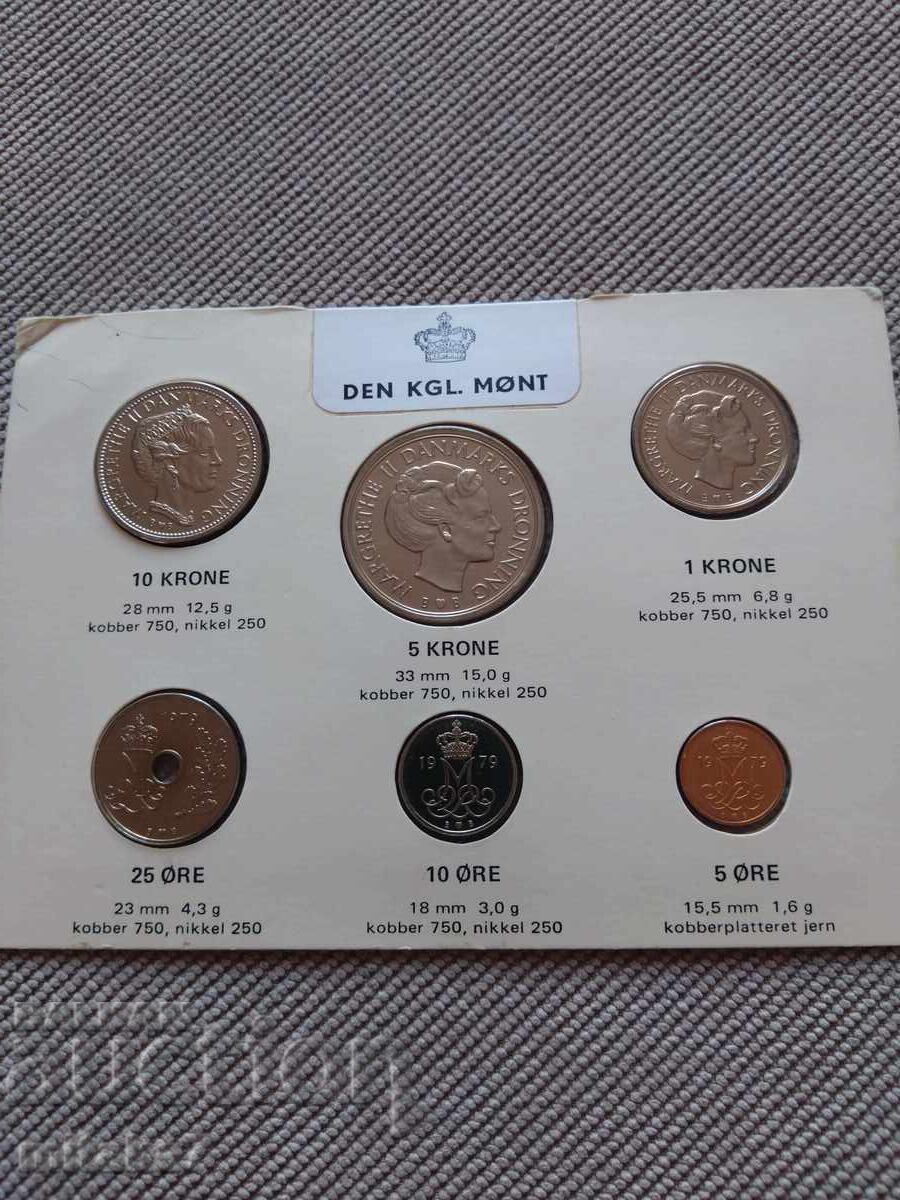 DEN KGL. MØNT
MARGRETHE II DANMARKS DRONNING
MARGRETHE II DANMARKS DRONNING
B ♥ B
MARGRETHE II DANMARKS DRONNING
B ♥ B
10 KRONE
28 mm 12,5 g
kobber 750, nikkel 250
5 KRONE
33 mm 15,0 g
kobber 750, nikkel 250
1 KRONE
25,5 mm 6,8 g
kobber 750, nikkel 250
1979
19 79
19 79
25 ØRE
23 mm 4,3 g
kobber 750, nikkel 250
10 ØRE
18 mm 3,0 g
kobber 750, nikkel 250
5 ØRE
15,5 mm 1,6 g
kobberplatteret jern
BALKAN
auction